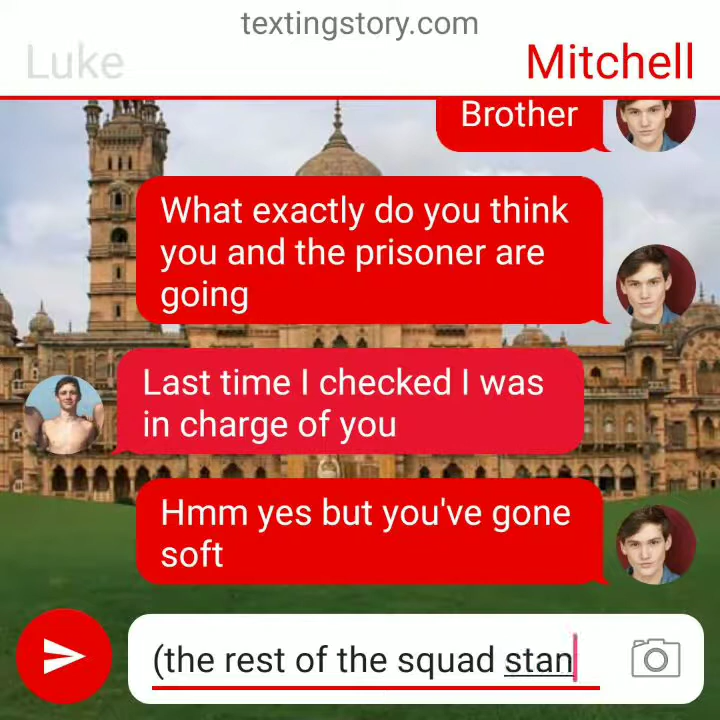 textingstory.com
Luke
Mitchell
Brother
What exactly do you think
you and the prisoner are
going
Last time I checked I was
in charge of you
Hmm yes but you've gone
soft
(the rest of the squad stan